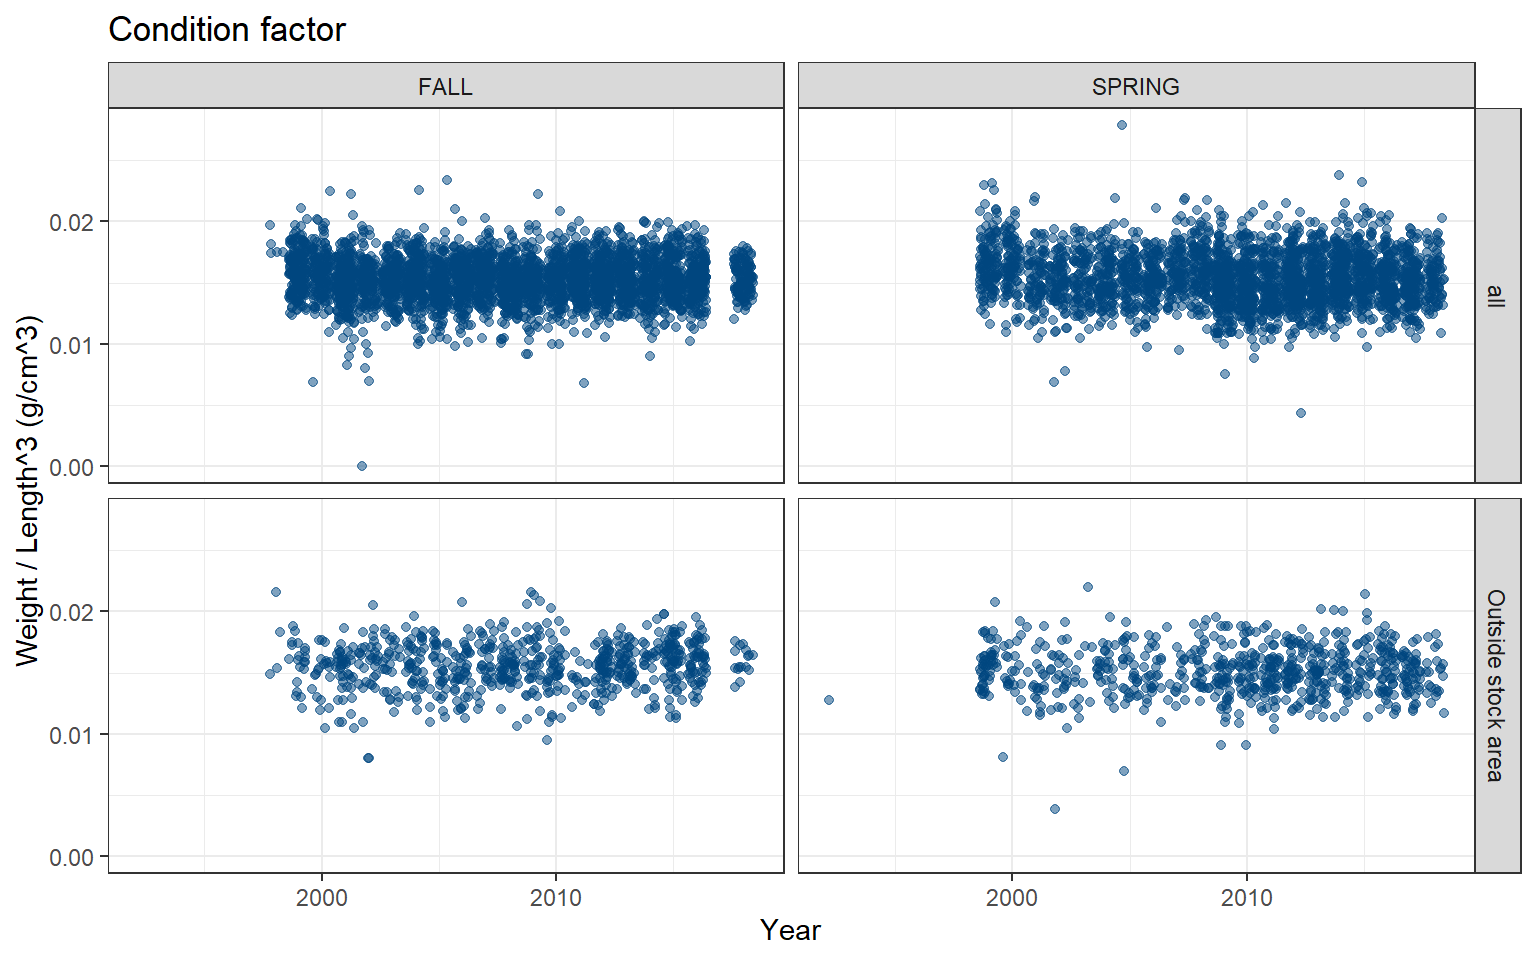 Condition factor
FALL
SPRING
all
Outside stock area
Weight / Length^3 (g/cm^3)
0.02
0.01
0.00
0.02
0.01
0.00
2000
2010
2000
2010
Year